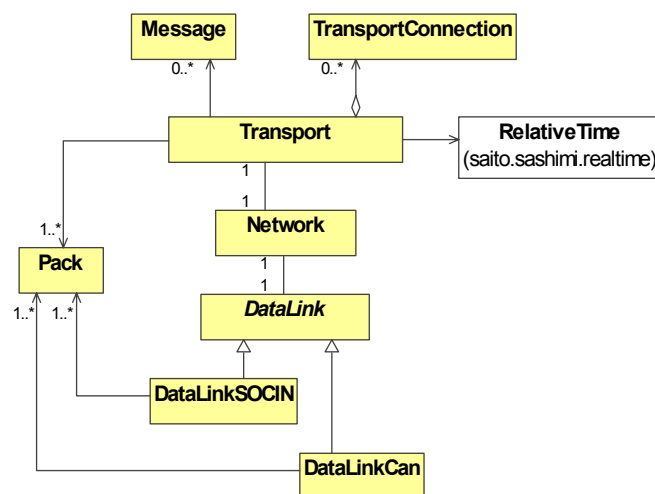 Message
TransportConnection
0..*
0..*
Transport
RelativeTime
(saito.sashimi.realtime)
1
1
1..*
Network
Pack
1
1
1..*
1..*
DataLink
DataLinkSOCIN
DataLinkCan